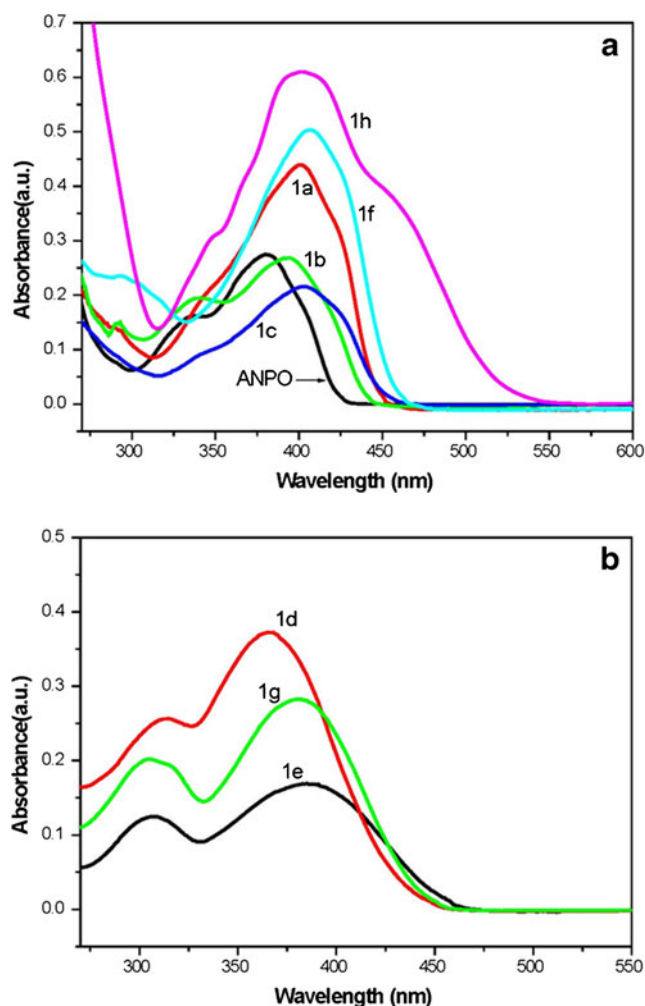 a
0.7
0.6
0.5
0.4
0.3
0.2
0.1
0.0
Absorbance(a.u.)
1h
1a
1f
1b
1c
ANPO
300 350 400 450 500 550 600
Wavelength (nm)
b
0.5
0.4
0.3
0.2
0.1
0.0
Absorbance(a.u.)
1d
1g
1e
300 350 400 450 500 550
Wavelength (nm)